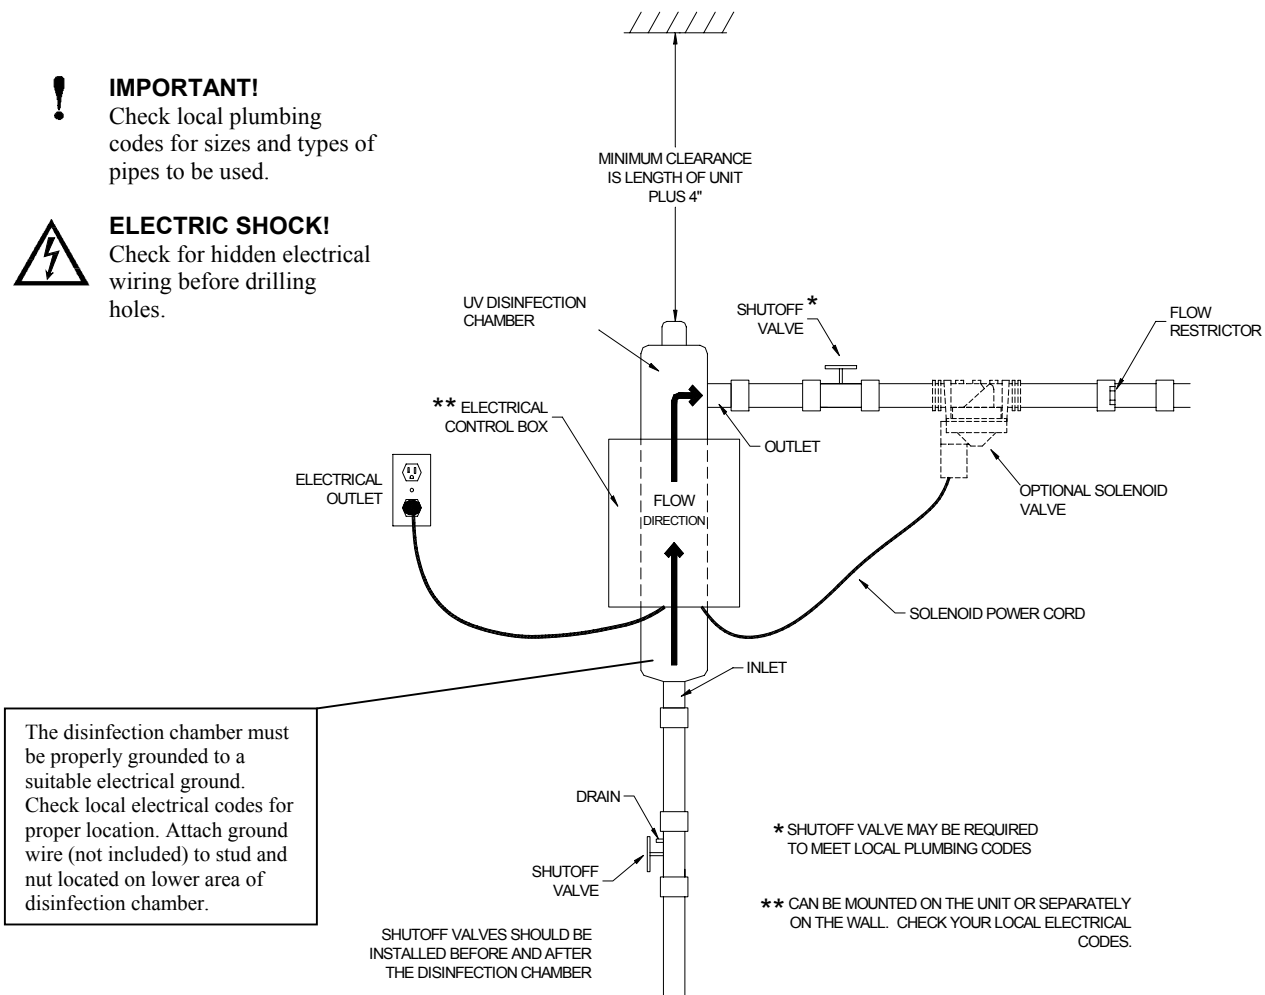 IMPORTANT!
Check local plumbing
codes for sizes and types of
pipes to be used.
ELECTRIC SHOCK!
Check for hidden electrical
wiring before drilling
holes.
MINIMUM CLEARANCE
IS LENGTH OF UNIT
PLUS 4"
UV DISINFECTION
CHAMBER
SHUTOFF *
VALVE
FLOW
RESTRICTOR
** ELECTRICAL
CONTROL BOX
OUTLET
ELECTRICAL
OUTLET
FLOW
DIRECTION
OPTIONAL SOLENOID
VALVE
SOLENOID POWER CORD
INLET
The disinfection chamber must
be properly grounded to a
suitable electrical ground.
Check local electrical codes for
proper location. Attach ground
wire (not included) to stud and
nut located on lower area of
disinfection chamber.
DRAIN
SHUTOFF
VALVE
* SHUTOFF VALVE MAY BE REQUIRED
TO MEET LOCAL PLUMBING CODES
** CAN BE MOUNTED ON THE UNIT OR SEPARATELY
ON THE WALL. CHECK YOUR LOCAL ELECTRICAL
CODES.
SHUTOFF VALVES SHOULD BE
INSTALLED BEFORE AND AFTER
THE DISINFECTION CHAMBER